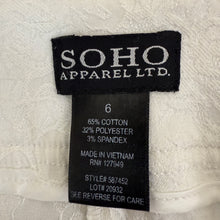 SOHO
APPAREL LTD.
6
65% COTTON
32% POLYESTER
3% SPANDEX
MADE IN VIETNAM
RN# 127949
STYLE# 587452
LOT# 20932
SEE REVERSE FOR CARE